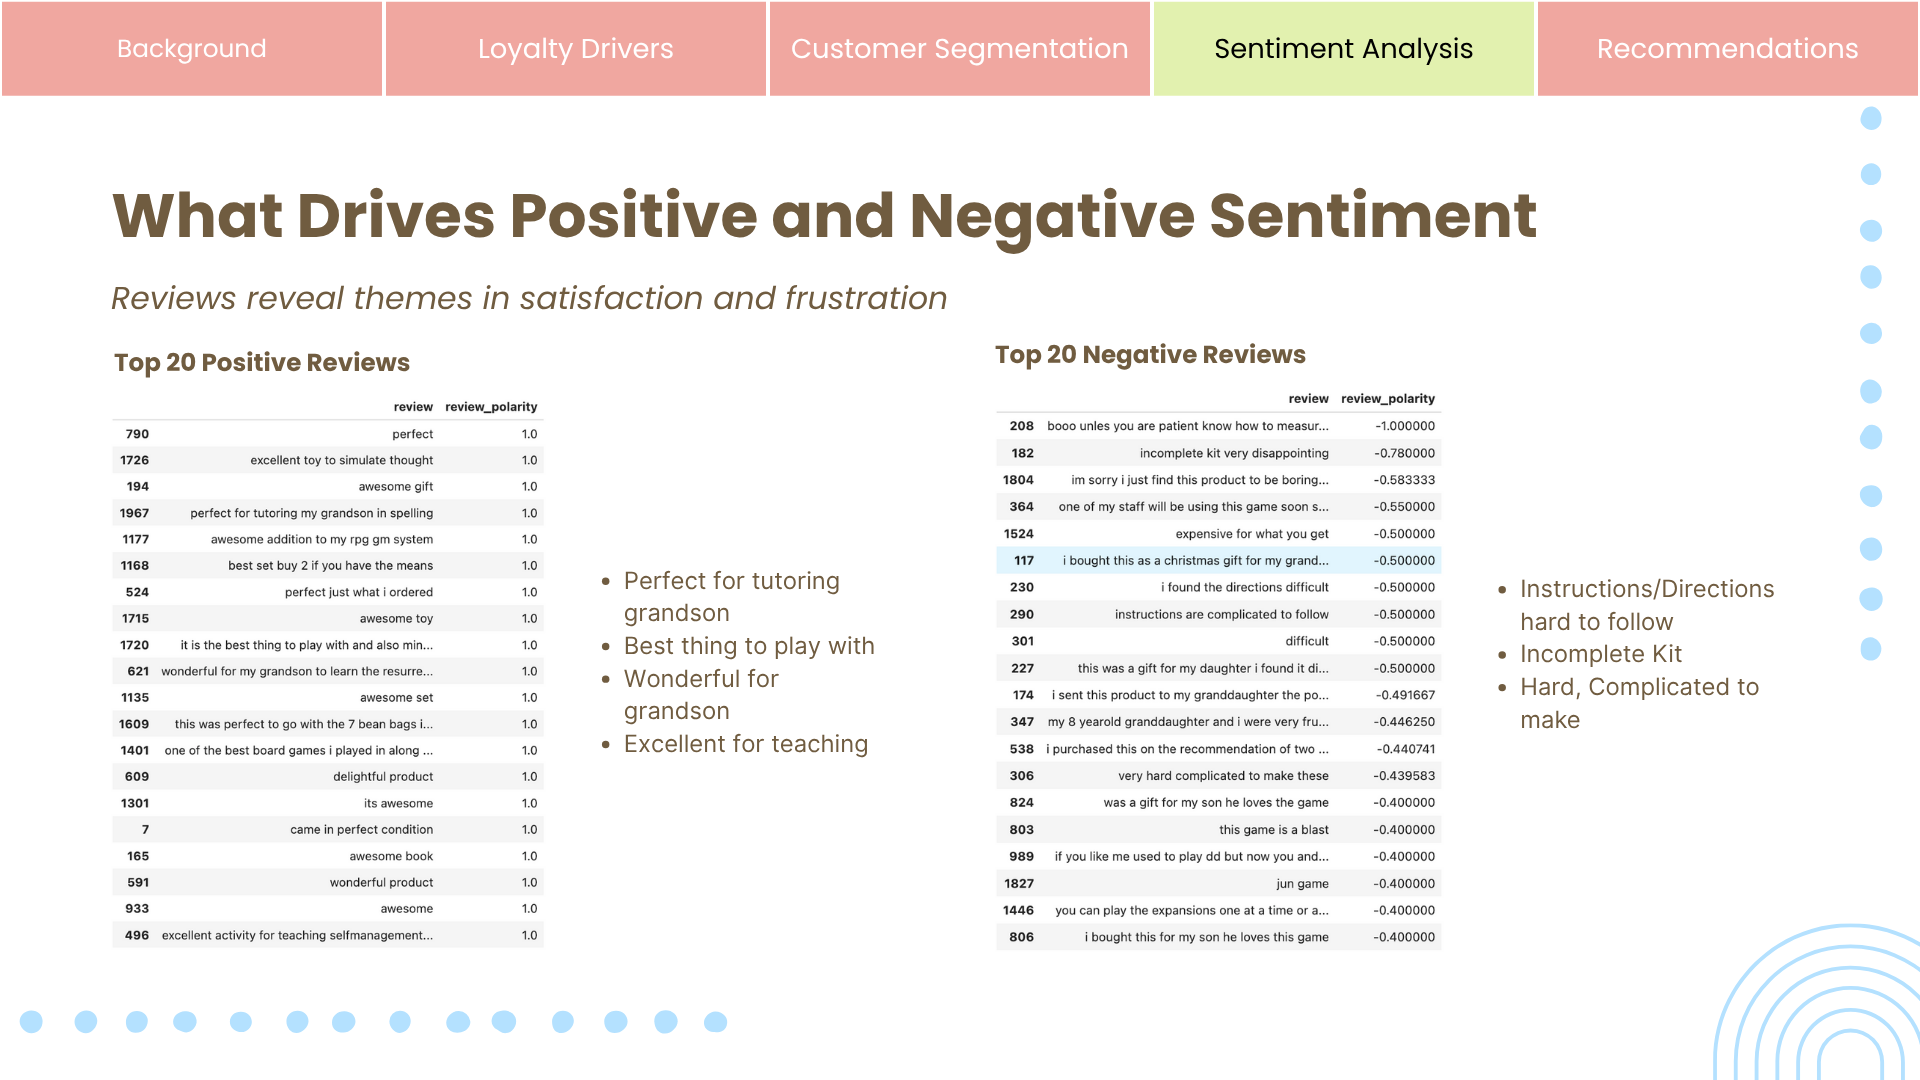 Background
Loyalty Drivers
Customer Segmentation
Sentiment Analysis
Recommendations
What Drives Positive and Negative Sentiment
Reviews reveal themes in satisfaction and frustration
Top 20 Positive Reviews
review review_polarity
790 perfect 1.0
1726 excellent toy to simulate thought 1.0
194 awesome gift 1.0
1967 perfect for tutoring my grandson in spelling 1.0
1177 awesome addition to my rpg gm system 1.0
1168 best set buy 2 if you have the means 1.0
524 perfect just what i ordered 1.0
1715 awesome toy 1.0
1720 it is the best thing to play with and also min... 1.0
621 wonderful for my grandson to learn the resurre... 1.0
1135 awesome set 1.0
1609 this was perfect to go with the 7 bean bags i... 1.0
1401 one of the best board games i played in along ... 1.0
609 delightful product 1.0
1301 its awesome 1.0
7 came in perfect condition 1.0
165 awesome book 1.0
591 wonderful product 1.0
933 awesome 1.0
496 excellent activity for teaching selfmanagement... 1.0
• Perfect for tutoring
grandson
• Best thing to play with
• Wonderful for
grandson
• Excellent for teaching
Top 20 Negative Reviews
review review_polarity
208 booo unles you are patient know how to measur... -1.000000
182 incomplete kit very disappointing -0.780000
1804 im sorry i just find this product to be boring... -0.583333
364 one of my staff will be using this game soon s... -0.550000
1524 expensive for what you get -0.500000
117 i bought this as a christmas gift for my grand... -0.500000
230 i found the directions difficult -0.500000
290 instructions are complicated to follow -0.500000
301 difficult -0.500000
227 this was a gift for my daughter i found it di... -0.500000
174 i sent this product to my granddaughter the po... -0.491667
347 my 8 yearold granddaughter and i were very fru... -0.446250
538 i purchased this on the recommendation of two ... -0.440741
306 very hard complicated to make these -0.439583
824 was a gift for my son he loves the game -0.400000
803 this game is a blast -0.400000
989 if you like me used to play dd but now you and... -0.400000
1827 jun game -0.400000
1446 you can play the expansions one at a time or a... -0.400000
806 i bought this for my son he loves this game -0.400000
• Instructions/Directions
hard to follow
• Incomplete Kit
• Hard, Complicated to
make